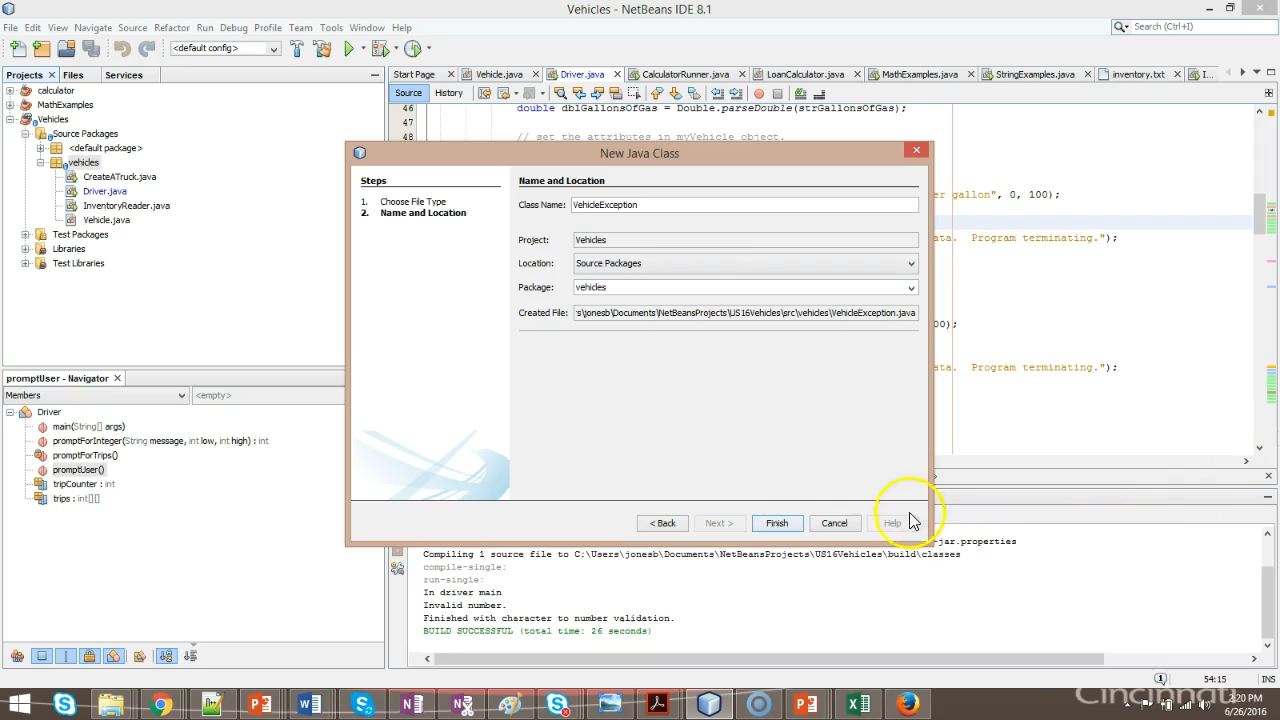 Vehicles - NetBeans IDE 8.1
File Edit View Navigate Source Refactor Run Debug Profile Team Tools Window Help
Search (Ctrl+I)
<default config>
Projects Files Services
Start Page Vehicle.java Driver.java CalculatorRunner.java LoanCalculator.java MathExamples.java StringExamples.java inventory.txt I...
Source History
calculator
MathExamples
Vehicles
Source Packages
<default package>
vehicles
CreateATruck.java
Driver.java
InventoryReader.java
Vehicle.java
Test Packages
Libraries
Test Libraries
46 double dblGallonsOfGas = Double.parseDouble(strGallonsOfGas);
47
48 // set the attributes in myVehicle object.
er gallon", 0, 100);
ata. Program terminating.");
00);
ata. Program terminating.");
New Java Class
Steps
1. Choose File Type
2. Name and Location
Name and Location
Class Name: VehicleException
Project: Vehicles
Location: Source Packages
Package: vehicles
Created File: 's\jonesb\Documents\NetBeansProjects\US16Vehicles\src\vehicles\VehicleException.java
< Back Next > Finish Cancel Help
promptUser - Navigator
Members <empty>
Driver
main(String[] args)
promptForInteger(String message, int low, int high) : int
promptForTrips()
promptUser()
tripCounter : int
trips : int[][]
-jar.properties
Compiling 1 source file to C:\Users\jonesb\Documents\NetBeansProjects\US16Vehicles\build\classes
compile-single:
run-single:
In driver main
Invalid number.
Finished with character to number validation.
BUILD SUCCESSFUL (total time: 26 seconds)
54:15 INS
Cincinnati
2:20 PM
6/26/2016